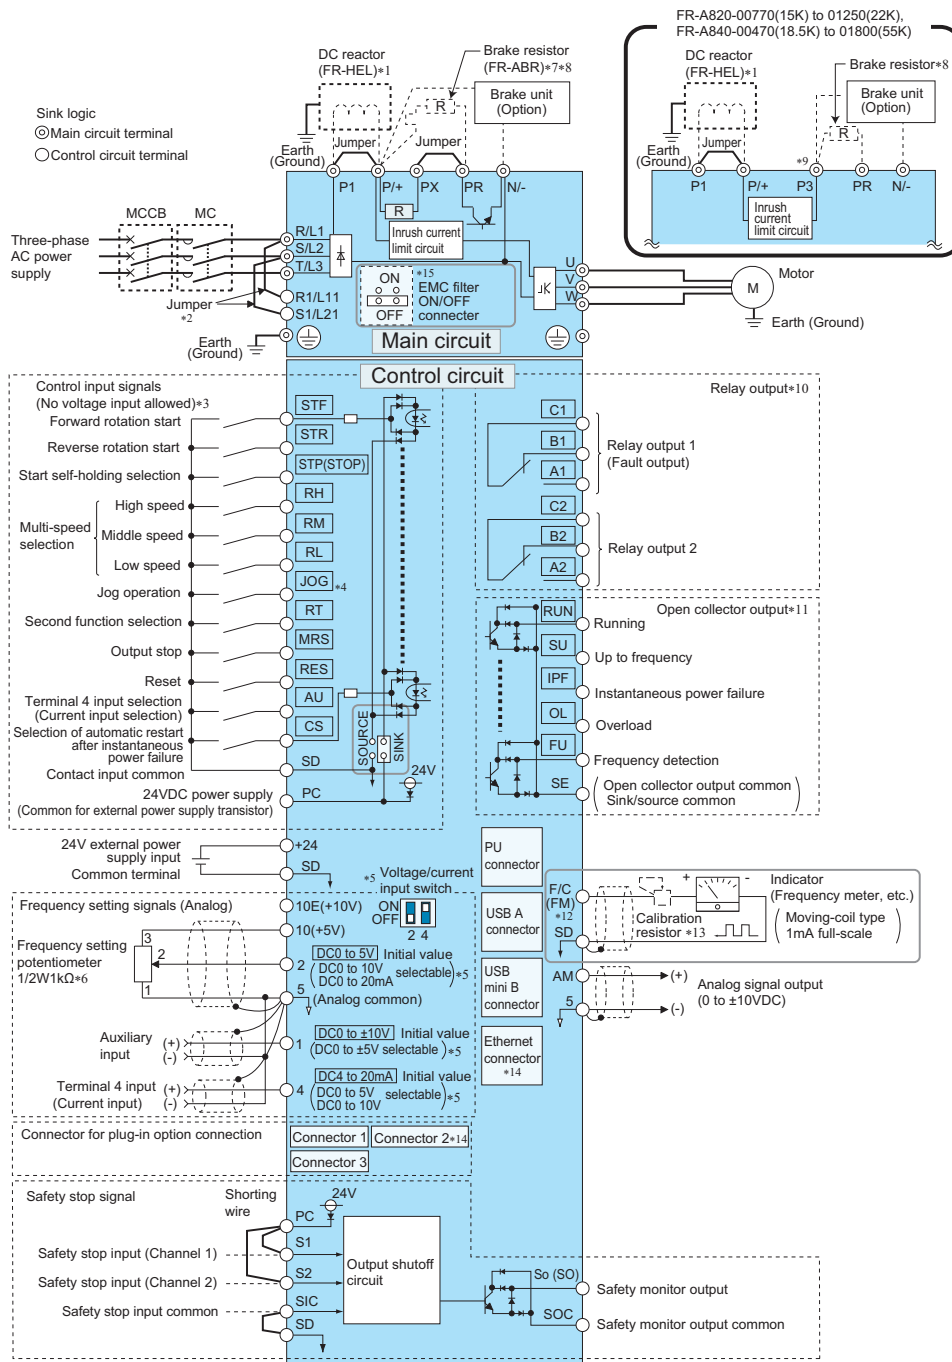 FR-A820-00770(15K) to 01250(22K),
FR-A840-00470(18.5K) to 01800(55K)
DC reactor
(FR-HEL)*1
Brake resistor
(FR-ABR)*7*8
Brake unit
(Option)
R
Jumper
Jumper
Earth
(Ground)
DC reactor
(FR-HEL)*1
Brake resistor*8
Brake unit
(Option)
R
Jumper
Earth
(Ground)
*9
P1
P/+
P3
PR
N/-
Inrush
current
limit circuit
Sink logic
Main circuit terminal
Control circuit terminal
P1
P/+
PX
PR
N/-
R
Inrush current
limit circuit
MCCB
MC
Three-phase
AC power
supply
R/L1
S/L2
T/L3
R1/L11
S1/L21
Jumper
*2
Earth
(Ground)
ON
OFF
*15
EMC filter
ON/OFF
connecter
U
V
W
Motor
M
Earth (Ground)
Main circuit
Control circuit
Control input signals
(No voltage input allowed)*3
Forward rotation start
STF
Reverse rotation start
STR
Start self-holding selection
STP(STOP)
Multi-speed
selection
High speed
RH
Middle speed
RM
Low speed
RL
Jog operation
JOG *4
Second function selection
RT
Output stop
MRS
Reset
RES
Terminal 4 input selection
(Current input selection)
AU
Selection of automatic restart
after instantaneous
power failure
CS
Contact input common
SD
24VDC power supply
(Common for external power supply transistor)
PC
SOURCE
SINK
24V
Relay output*10
C1
B1
A1
Relay output 1
(Fault output)
C2
B2
A2
Relay output 2
Open collector output*11
RUN
Running
SU
Up to frequency
IPF
Instantaneous power failure
OL
Overload
FU
Frequency detection
SE
Open collector output common
Sink/source common
24V external power
supply input
Common terminal
+24
SD
Frequency setting signals (Analog)
*5 Voltage/current
input switch
ON
OFF
2 4
10E(+10V)
10(+5V)
Frequency setting
potentiometer
1/2W1kΩ*6
3
2
1
2
DC0 to 5V Initial value
DC0 to 10V
DC0 to 20mA
selectable *5
5
(Analog common)
Auxiliary
input
(+)
(-)
1
DC0 to ±10V Initial value
(DC0 to ±5V selectable) *5
Terminal 4 input
(Current input)
(+)
(-)
4
DC4 to 20mA Initial value
DC0 to 5V
DC0 to 10V
selectable *5
PU
connector
USB A
connector
USB
mini B
connector
Ethernet
connector
*14
F/C
(FM)
*12
SD
+
-
Indicator
(Frequency meter, etc.)
Calibration
resistor *13
Moving-coil type
1mA full-scale
AM
5
(+)
(-)
Analog signal output
(0 to ±10VDC)
Connector for plug-in option connection
Connector 1
Connector 2*14
Connector 3
Safety stop signal
Shorting
wire
24V
PC
Safety stop input (Channel 1)
S1
Safety stop input (Channel 2)
S2
Safety stop input common
SIC
SD
Output shutoff
circuit
So (SO)
Safety monitor output
SOC
Safety monitor output common